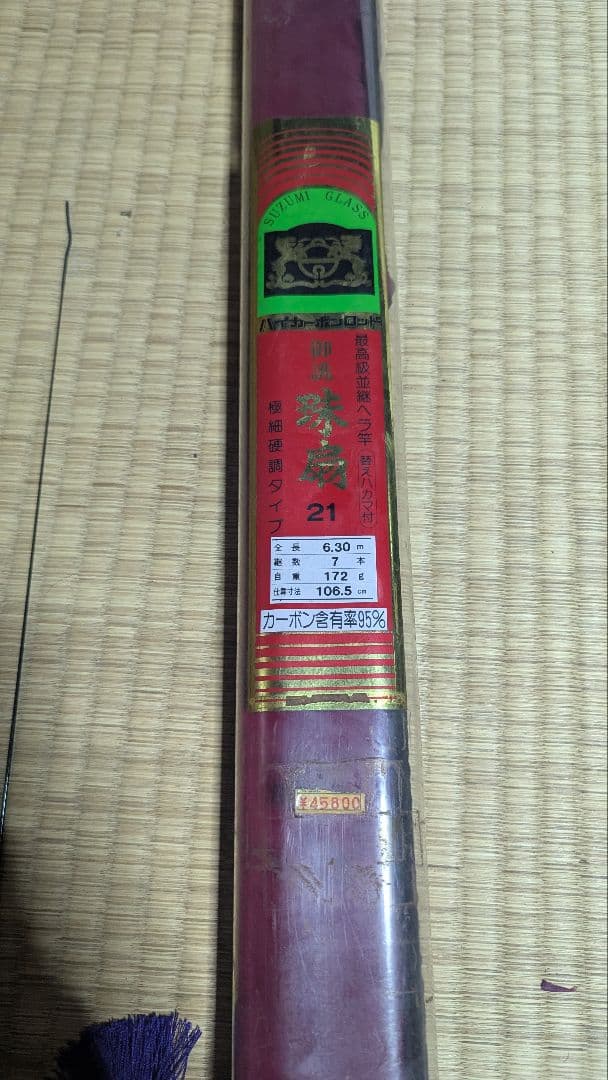 SUZUMI GLASS
ハイカーボンロッド
最高級並継ヘラ竿(替えハカマ付)
珠扇
極細硬調タイプ
21
全長 6.30 m
継数 7 本
自重 172 g
仕舞寸法 106.5 cm
カーボン含有率95%
¥45800